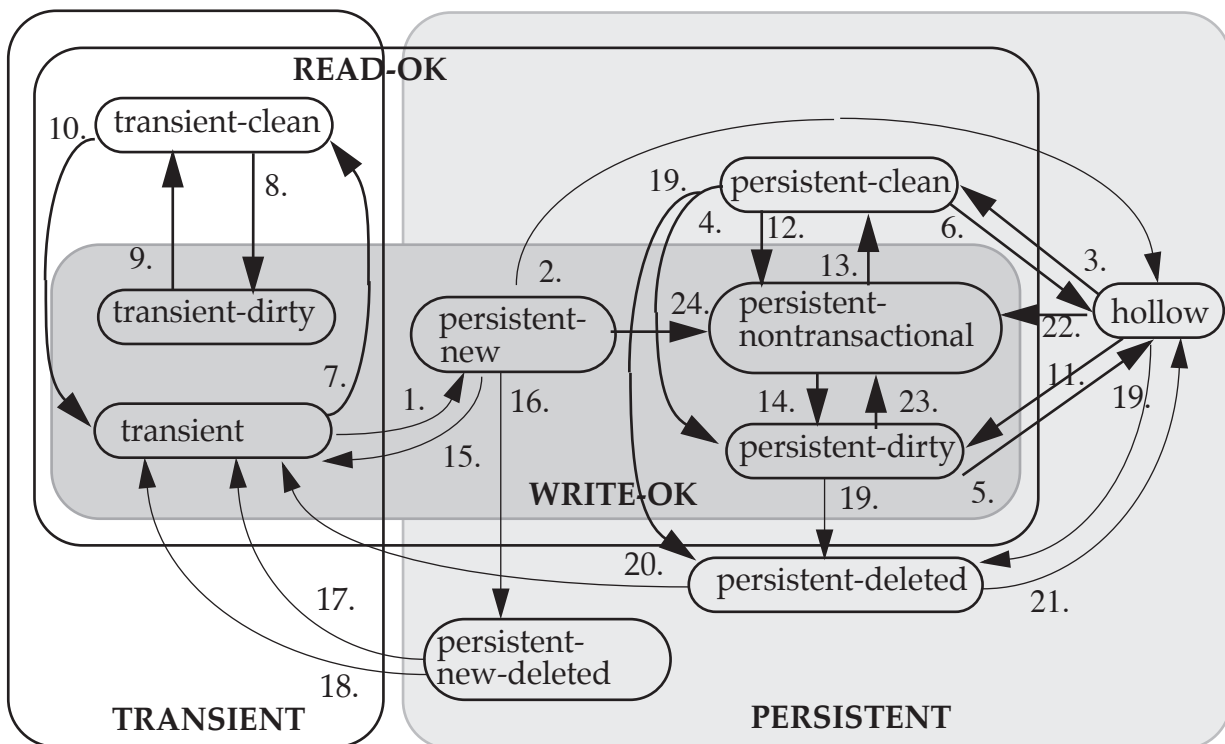 READ-OK
10.
transient-clean
8.
19.
persistent-clean
4.
12.
6.
9.
2.
13.
3.
transient-dirty
persistent-
new
24.
persistent-
nontransactional
22.
hollow
7.
1.
16.
14.
23.
11.
19.
transient
15.
persistent-dirty
WRITE-OK
19.
5.
20.
persistent-deleted
21.
17.
persistent-
new-deleted
18.
TRANSIENT
PERSISTENT